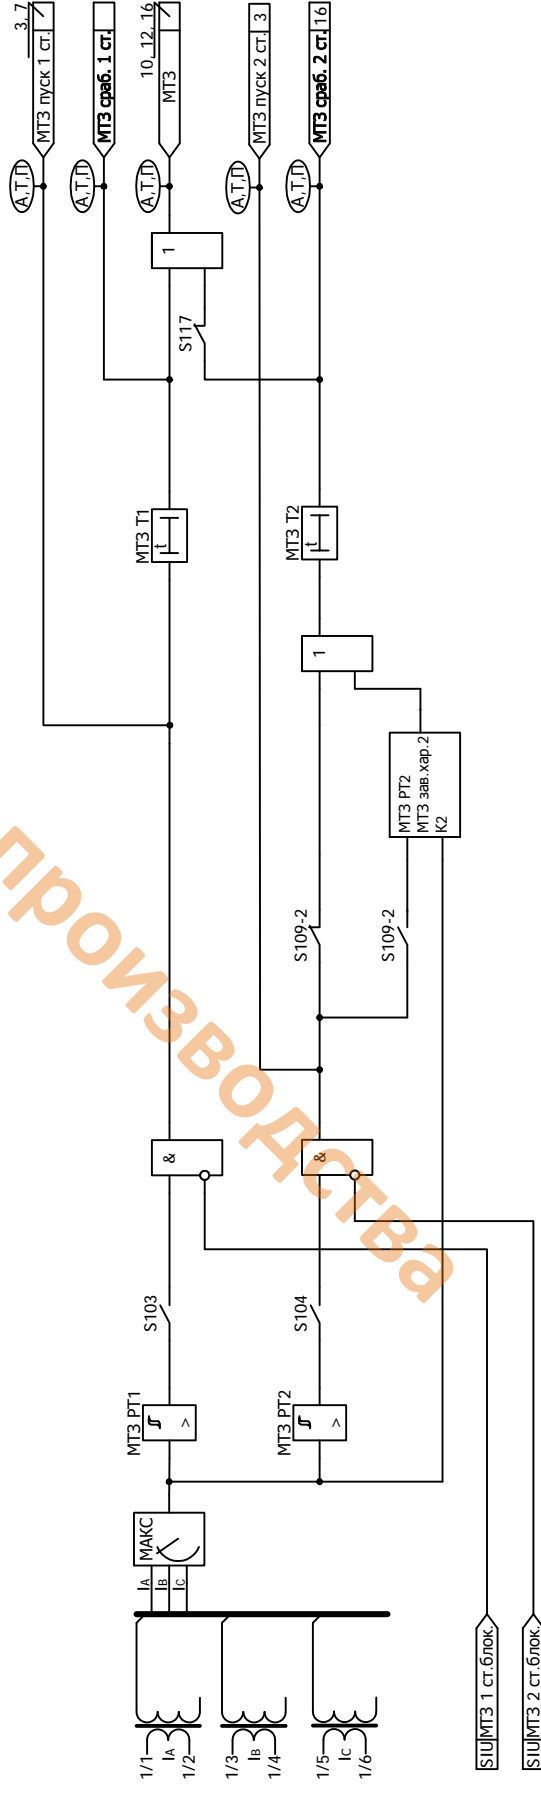 1/1
IA
1/2
1/3
IB
1/4
1/5
IC
1/6
IA
IB
IC
МАКС
SIU МТЗ 1 ст.блок.
SIU МТЗ 2 ст.блок.
МТЗ РТ1
>
S103
&
МТЗ РТ2
>
S104
&
S109-2
S109-2
МТЗ РТ2
МТЗ зав.хар.2
К2
1
МТЗ Т1
t
МТЗ Т2
t
S117
1
А,Т,П
МТЗ пуск 1 ст.
3, 7
А,Т,П
МТЗ сраб. 1 ст.
А,Т,П
МТЗ
10, 12, 16
А,Т,П
МТЗ пуск 2 ст. 3
А,Т,П
МТЗ сраб. 2 ст. 16
производства